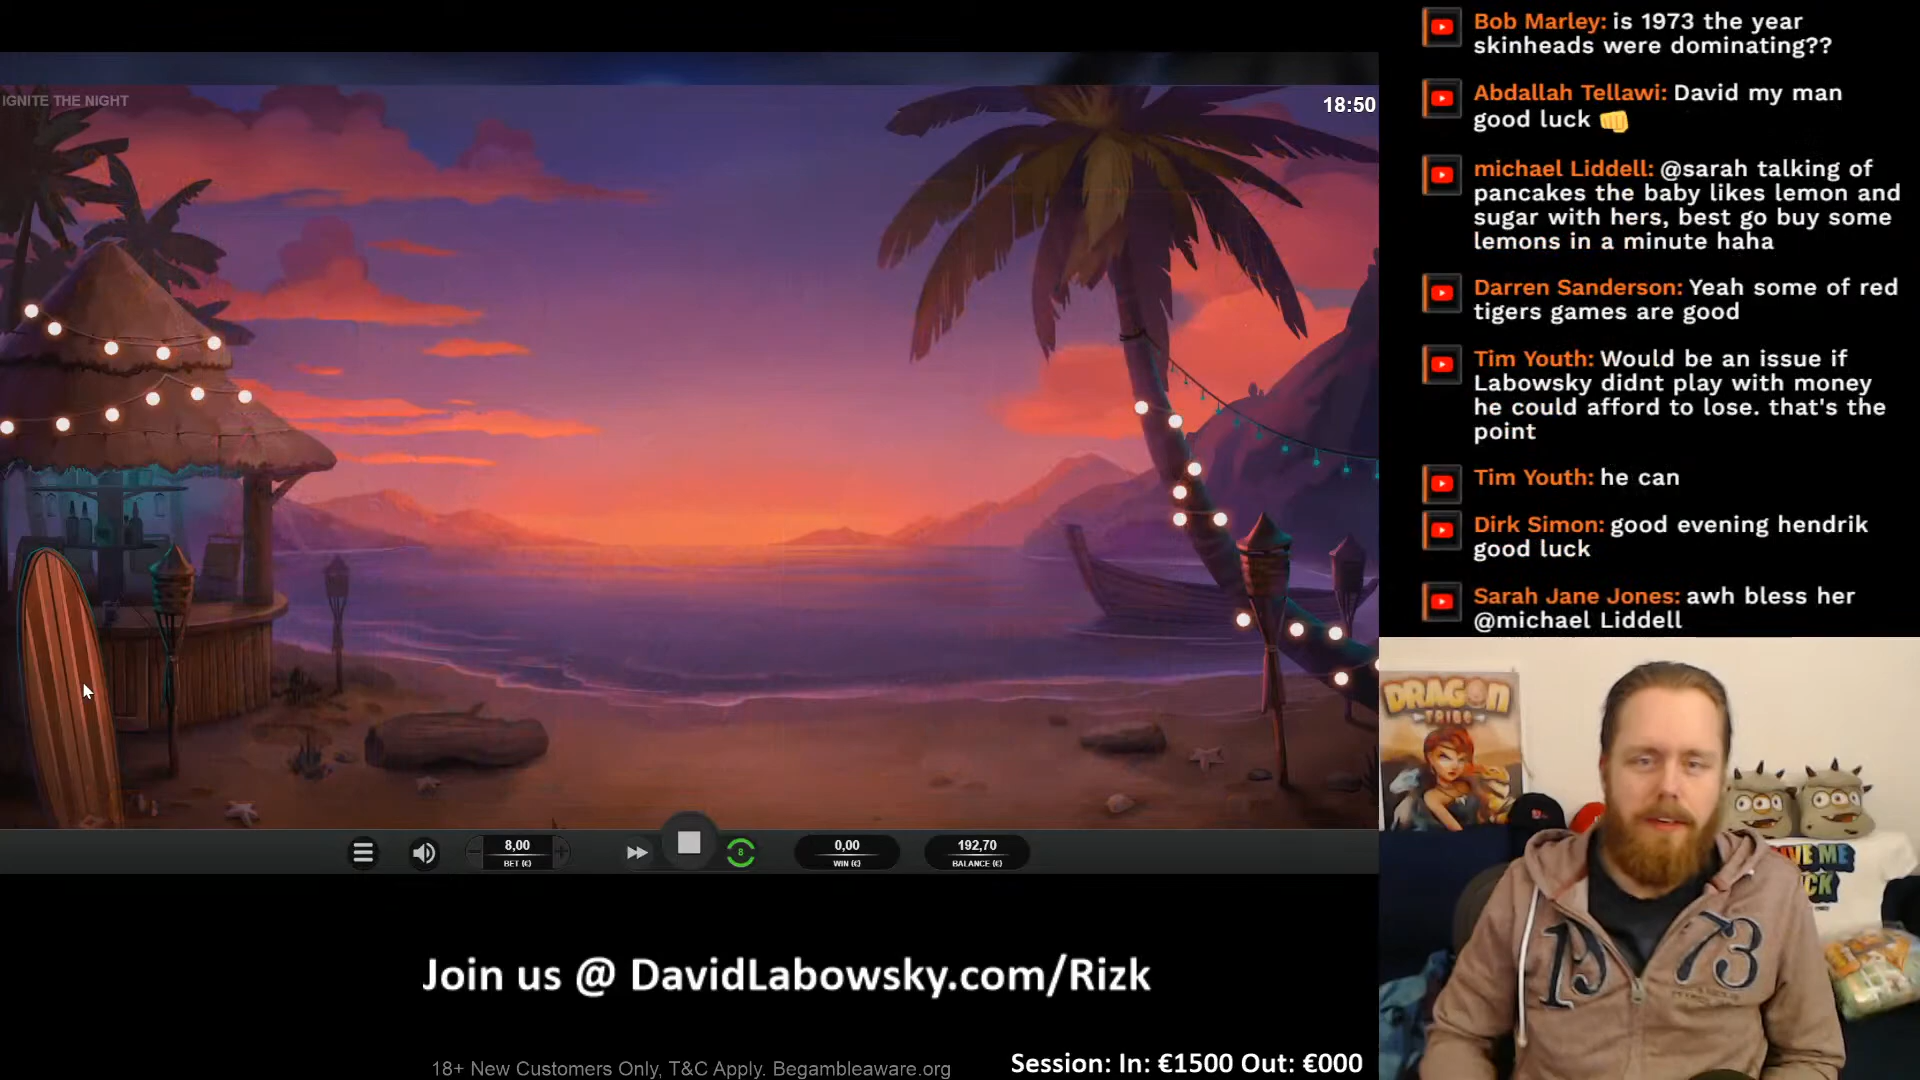 IGNITE THE NIGHT
18:50
8,00
BET (€)
8
0,00
WIN (€)
192,70
BALANCE (€)
Join us @ DavidLabowsky.com/Rizk
18+ New Customers Only, T&C Apply. Begambleaware.org
Session: In: €1500 Out: €000
Bob Marley: is 1973 the year
skinheads were dominating??
Abdallah Tellawi: David my man
good luck 👊
michael Liddell: @sarah talking of
pancakes the baby likes lemon and
sugar with hers, best go buy some
lemons in a minute haha
Darren Sanderson: Yeah some of red
tigers games are good
Tim Youth: Would be an issue if
Labowsky didnt play with money
he could afford to lose. that's the
point
Tim Youth: he can
Dirk Simon: good evening hendrik
good luck
Sarah Jane Jones: awh bless her
@michael Liddell
DRAGON
TRIBE
ME
19 73